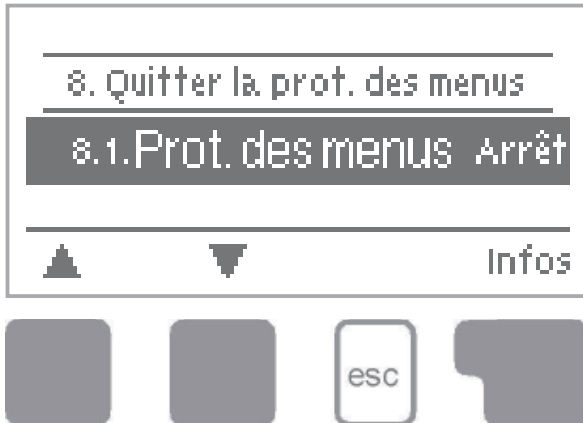 8. Quitter la prot. des menus
8.1. Prot. des menus Arrêt
Infos
esc